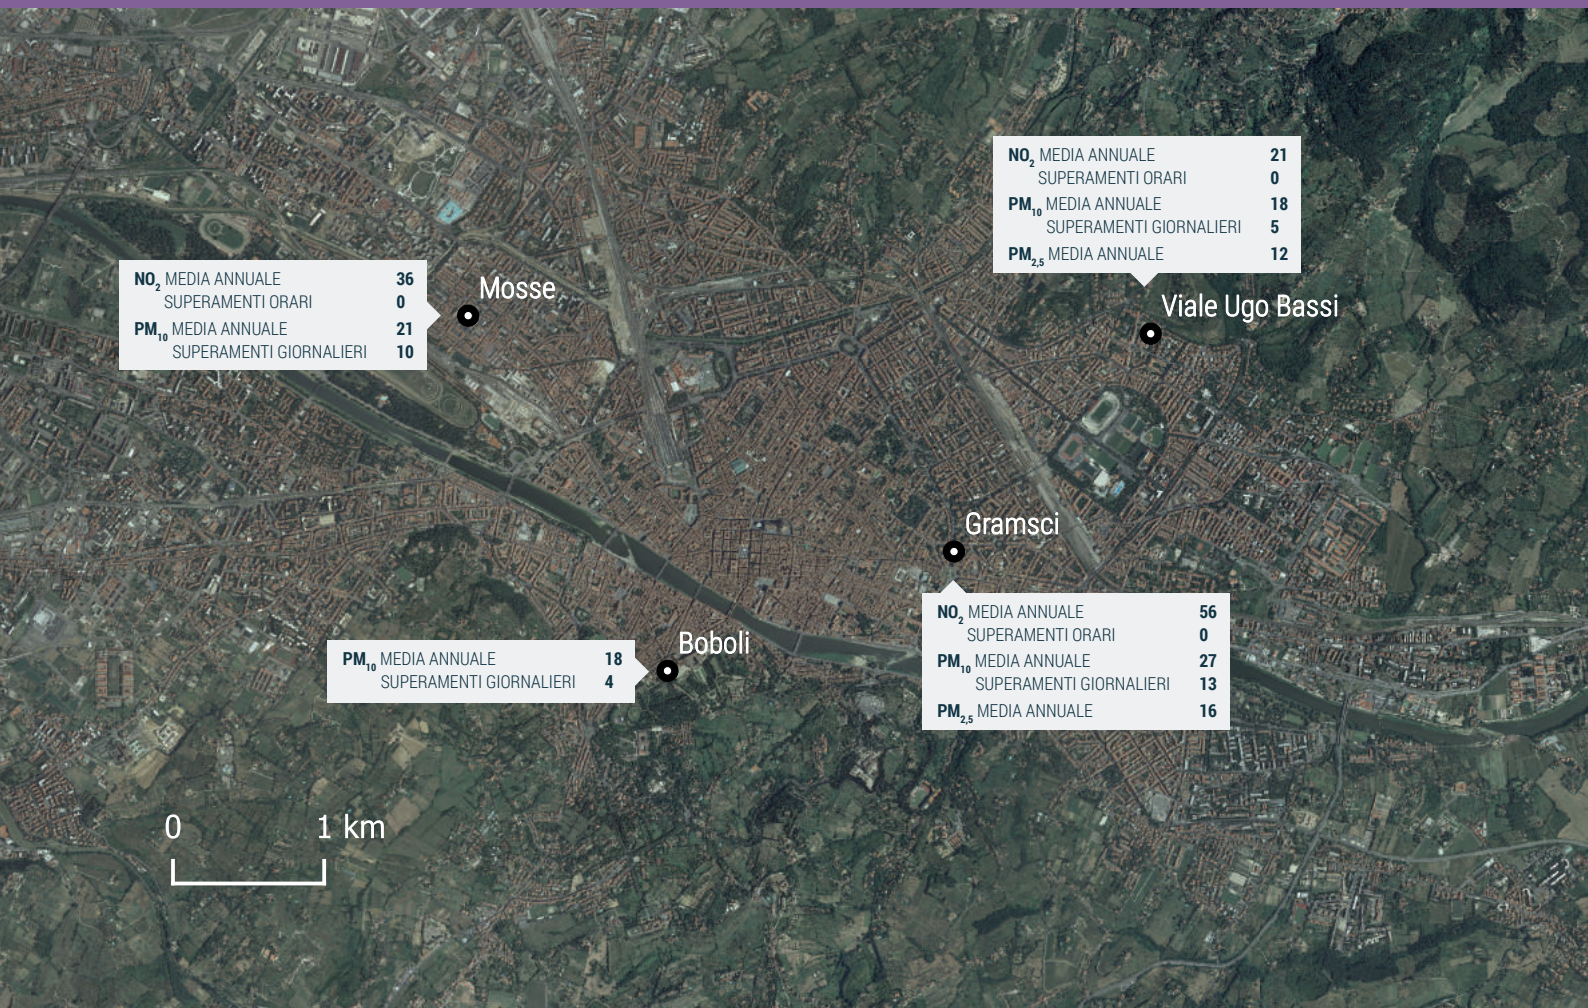 NO2 MEDIA ANNUALE 21
SUPERAMENTI ORARI 0
PM10 MEDIA ANNUALE 18
SUPERAMENTI GIORNALIERI 5
PM2,5 MEDIA ANNUALE 12
Viale Ugo Bassi
NO2 MEDIA ANNUALE 36
SUPERAMENTI ORARI 0
PM10 MEDIA ANNUALE 21
SUPERAMENTI GIORNALIERI 10
Mosse
Gramsci
NO2 MEDIA ANNUALE 56
SUPERAMENTI ORARI 0
PM10 MEDIA ANNUALE 27
SUPERAMENTI GIORNALIERI 13
PM2,5 MEDIA ANNUALE 16
Boboli
PM10 MEDIA ANNUALE 18
SUPERAMENTI GIORNALIERI 4
0 1 km